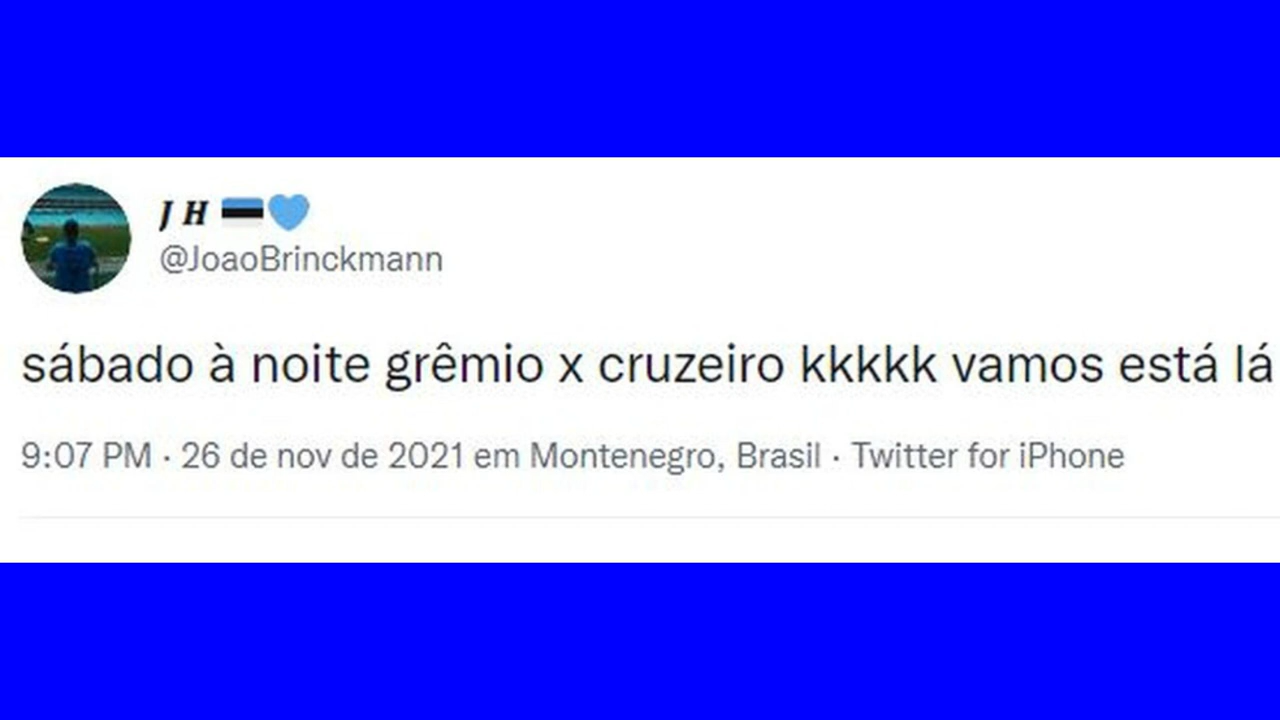 J H 🇪🇪💙
@JoaoBrinckmann
sábado à noite grêmio x cruzeiro kkkkk vamos está lá
9:07 PM · 26 de nov de 2021 em Montenegro, Brasil · Twitter for iPhone